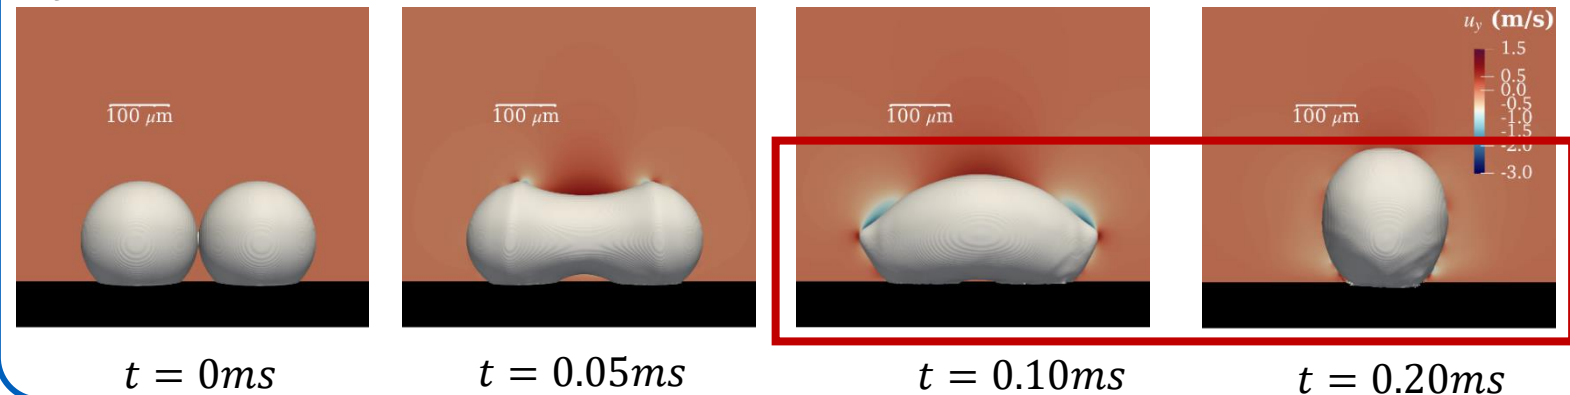 u_y (m/s)
1.5
0.5
0.0
-0.5
-1.0
-1.5
-2.0
-3.0
100 μm
100 μm
100 μm
100 μm
t = 0ms
t = 0.05ms
t = 0.10ms
t = 0.20ms